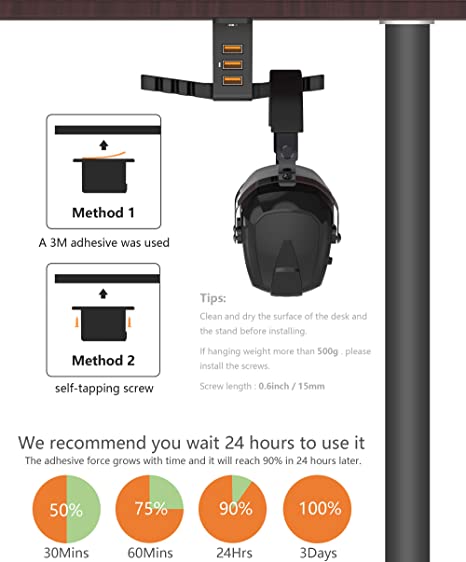 Method 1
A 3M adhesive was used
Method 2
self-tapping screw
Tips:
Clean and dry the surface of the desk and
the stand before installing.
If hanging weight more than 500g . please
install the screws.
Screw length : 0.6inch / 15mm
We recommend you wait 24 hours to use it
The adhesive force grows with time and it will reach 90% in 24 hours later.
50%
75%
90%
100%
30Mins
60Mins
24Hrs
3Days